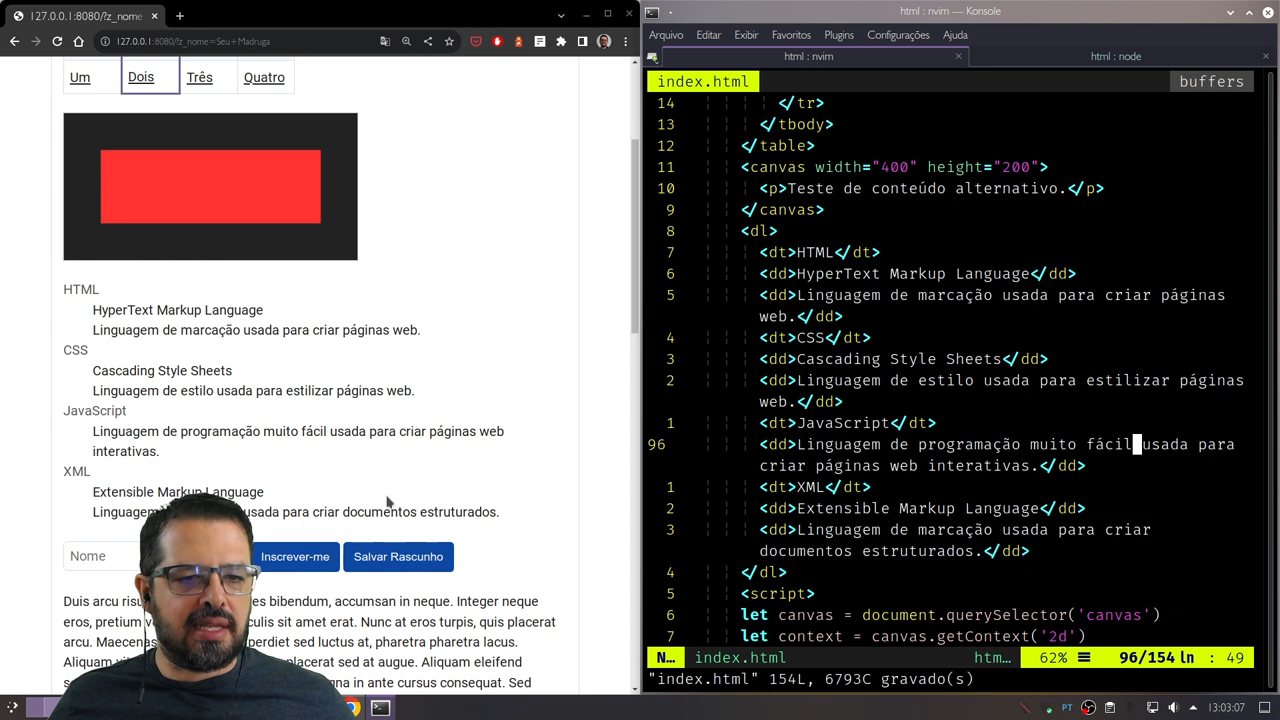 127.0.0.1:8080/?z_nome
127.0.0.1:8080/?z_nome=Seu+Madruga
Um Dois Três Quatro
HTML
HyperText Markup Language
Linguagem de marcação usada para criar páginas web.
CSS
Cascading Style Sheets
Linguagem de estilo usada para estilizar páginas web.
JavaScript
Linguagem de programação muito fácil usada para criar páginas web
interativas.
XML
Extensible Markup Language
usada para criar documentos estruturados.
Nome Inscrever-me Salvar Rascunho
Duis arcu bibendum, accumsan in neque. Integer neque
eros, pretium sit amet erat. Nunc at eros turpis, quis placerat
arcu. sed luctus at, pharetra pharetra lacus.
Aliquam placerat sed at augue. Aliquam eleifend
in ante cursus consequat. Sed
html : nvim — Konsole
Arquivo Editar Exibir Favoritos Plugins Configurações Ajuda
html : nvim html : node
index.html buffers
14 </tr>
13 </tbody>
12 </table>
11 <canvas width="400" height="200">
10 <p>Teste de conteúdo alternativo.</p>
9 </canvas>
8 <dl>
7 <dt>HTML</dt>
6 <dd>HyperText Markup Language</dd>
5 <dd>Linguagem de marcação usada para criar páginas
web.</dd>
4 <dt>CSS</dt>
3 <dd>Cascading Style Sheets</dd>
2 <dd>Linguagem de estilo usada para estilizar páginas
web.</dd>
1 <dt>JavaScript</dt>
96 <dd>Linguagem de programação muito fácil usada para
criar páginas web interativas.</dd>
1 <dt>XML</dt>
2 <dd>Extensible Markup Language</dd>
3 <dd>Linguagem de marcação usada para criar
documentos estruturados.</dd>
4 </dl>
5 <script>
6 let canvas = document.querySelector('canvas')
7 let context = canvas.getContext('2d')
N… index.html htm… 62% ☰ 96/154 ln : 49
"index.html" 154L, 6793C gravado(s)
PT 13:03:07